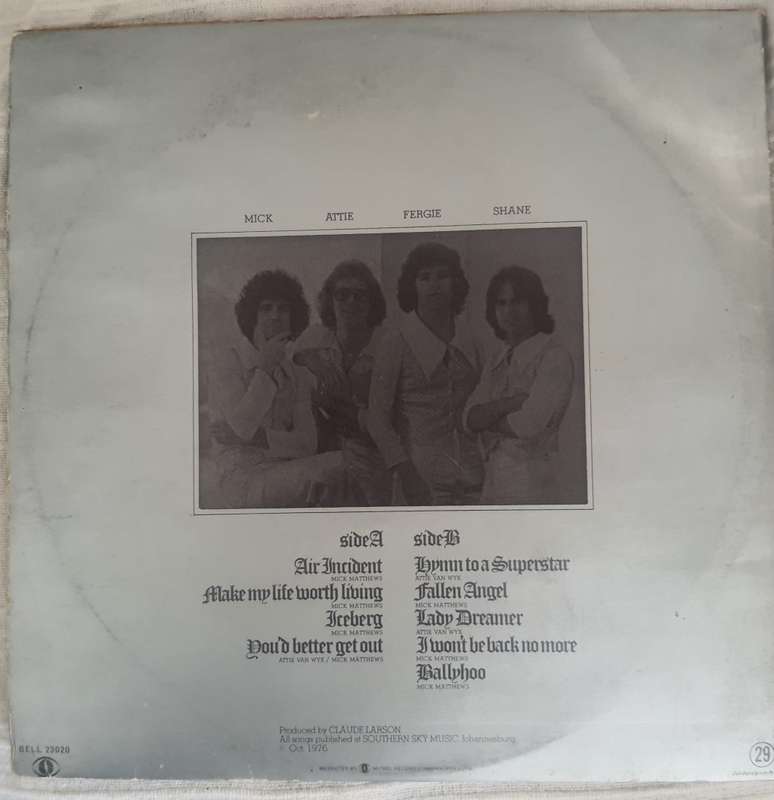 MICK ATTIE FERGIE SHANE
side A
Air Incident
MICK MATTHEWS
Make my life worth living
MICK MATTHEWS
Iceberg
MICK MATTHEWS
You'd better get out
ATTIE VAN WYK / MICK MATTHEWS
side B
Hymn to a Superstar
ATTIE VAN WYK
Fallen Angel
MICK MATTHEWS
Lady Dreamer
ATTIE VAN WYK
I won't be back no more
MICK MATTHEWS
Ballyhoo
MICK MATTHEWS
Produced by CLAUDE LARSON
All songs published at SOUTHERN SKY MUSIC Johannesburg
Oct. 1976
BELL 23020
29